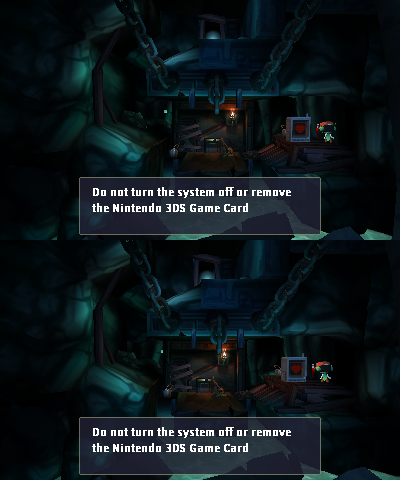 Do not turn the system off or remove
the Nintendo 3DS Game Card
Do not turn the system off or remove
the Nintendo 3DS Game Card